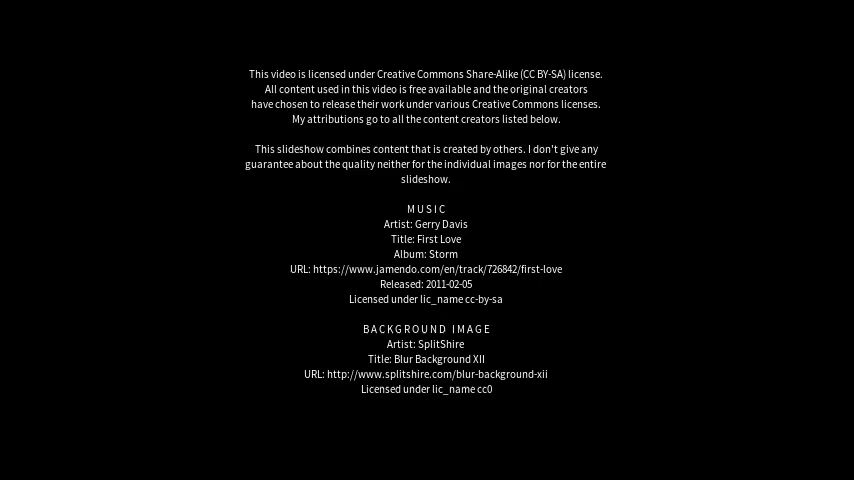 This video is licensed under Creative Commons Share-Alike (CC BY-SA) license.
All content used in this video is free available and the original creators
have chosen to release their work under various Creative Commons licenses.
My attributions go to all the content creators listed below.
This slideshow combines content that is created by others. I don't give any
guarantee about the quality neither for the individual images nor for the entire
slideshow.
MUSIC
Artist: Gerry Davis
Title: First Love
Album: Storm
URL: https://www.jamendo.com/en/track/726842/first-love
Released: 2011-02-05
Licensed under lic_name cc-by-sa
BACKGROUND IMAGE
Artist: SplitShire
Title: Blur Background XII
URL: http://www.splitshire.com/blur-background-xii
Licensed under lic_name cc0